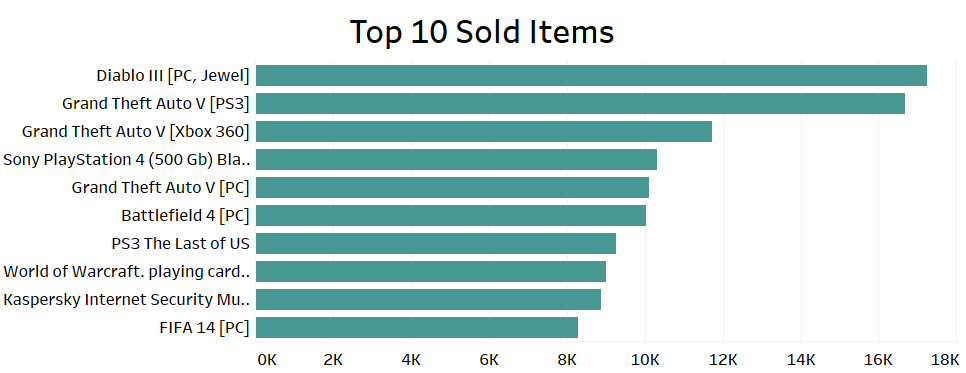 Top 10 Sold Items
Diablo III [PC, Jewel]
Grand Theft Auto V [PS3]
Grand Theft Auto V [Xbox 360]
Sony PlayStation 4 (500 Gb) Bla..
Grand Theft Auto V [PC]
Battlefield 4 [PC]
PS3 The Last of US
World of Warcraft. playing card..
Kaspersky Internet Security Mu..
FIFA 14 [PC]
0K 2K 4K 6K 8K 10K 12K 14K 16K 18K